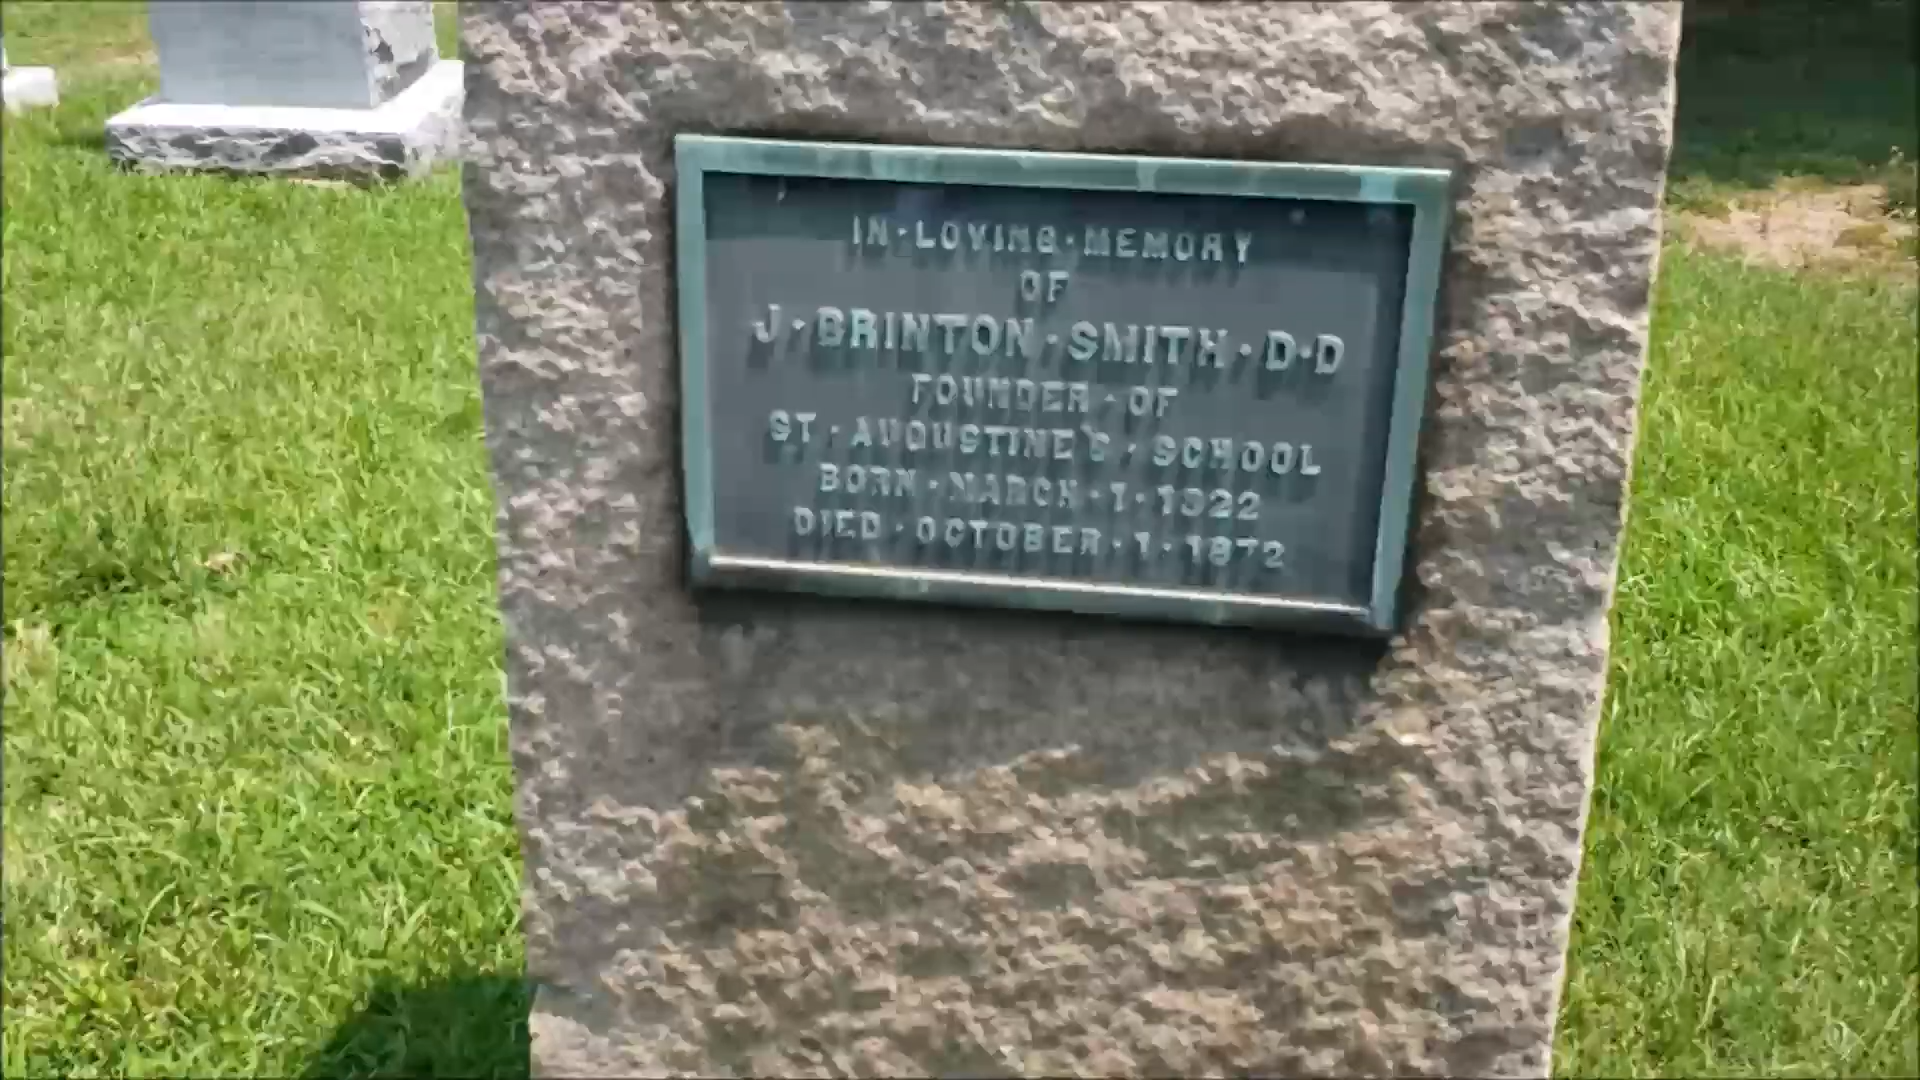 IN·LOVING·MEMORY
OF
J·BRINTON·SMITH·D·D
FOUNDER·OF
ST·AUGUSTINE'S·SCHOOL
BORN·MARCH·1·1822
DIED·OCTOBER·1·1872